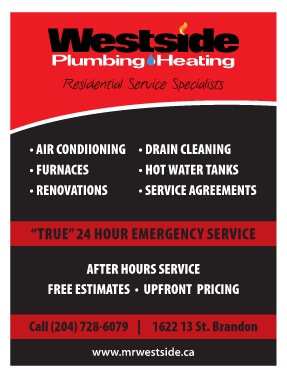 Westside
Plumbing Heating
Residential Service Specialists
• AIR CONDIIONING • DRAIN CLEANING
• FURNACES • HOT WATER TANKS
• RENOVATIONS • SERVICE AGREEMENTS
“TRUE” 24 HOUR EMERGENCY SERVICE
AFTER HOURS SERVICE
FREE ESTIMATES • UPFRONT PRICING
Call (204) 728-6079 | 1622 13 St. Brandon
www.mrwestside.ca